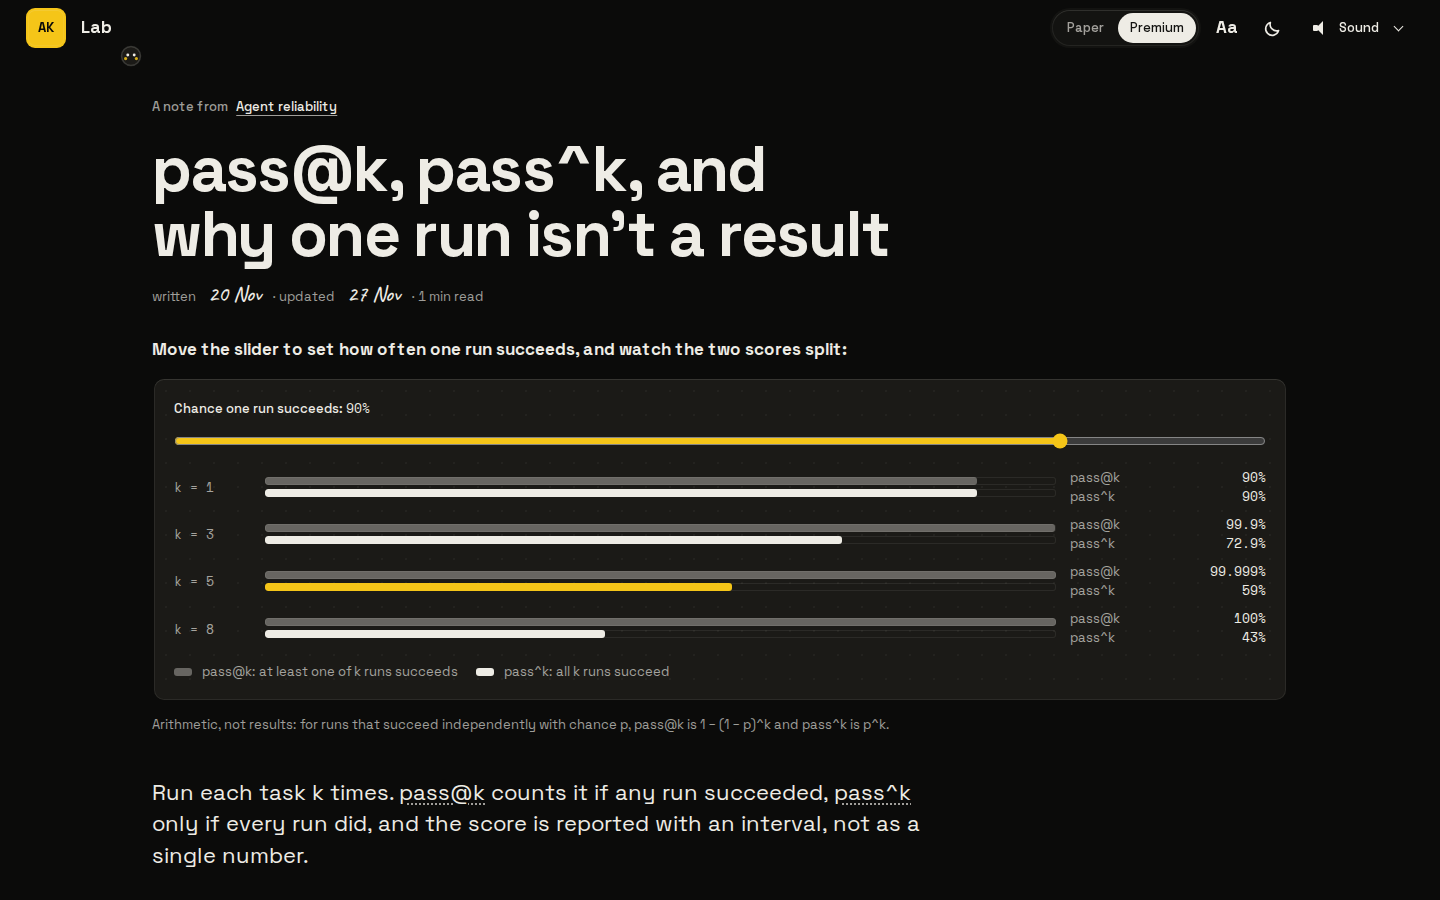 AK
Lab
Paper
Premium
Aa
Sound
A note from Agent reliability
pass@k, pass^k, and
why one run isn't a result
written 20 Nov · updated 27 Nov · 1 min read
Move the slider to set how often one run succeeds, and watch the two scores split:
Chance one run succeeds: 90%
k = 1
pass@k 90%
pass^k 90%
k = 3
pass@k 99.9%
pass^k 72.9%
k = 5
pass@k 99.999%
pass^k 59%
k = 8
pass@k 100%
pass^k 43%
pass@k: at least one of k runs succeeds
pass^k: all k runs succeed
Arithmetic, not results: for runs that succeed independently with chance p, pass@k is 1 − (1 − p)^k and pass^k is p^k.
Run each task k times. pass@k counts it if any run succeeded, pass^k
only if every run did, and the score is reported with an interval, not as a
single number.